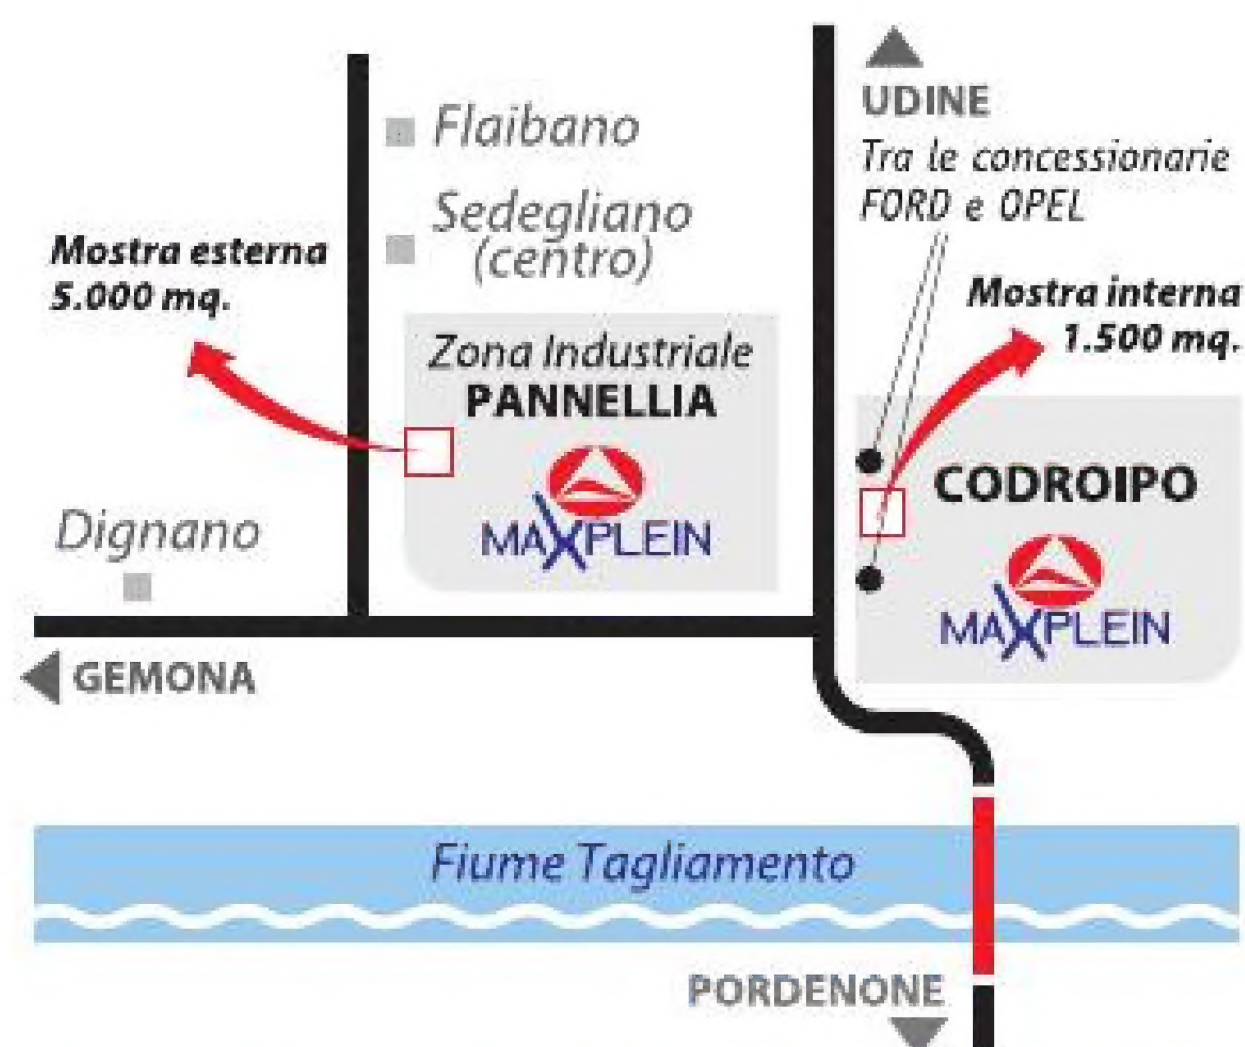 UDINE
Tra le concessionarie
FORD e OPEL
Flaibano
Sedegliano
(centro)
Mostra esterna
5.000 mq.
Mostra interna
1.500 mq.
Zona Industriale
PANNELLIA
MAXPLEIN
CODROIPO
MAXPLEIN
Dignano
GEMONA
Fiume Tagliamento
PORDENONE